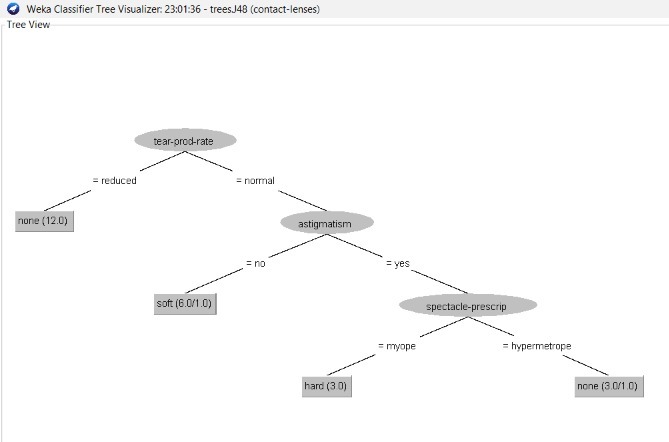 Weka Classifier Tree Visualizer: 23:01:36 - trees.J48 (contact-lenses)
Tree View
tear-prod-rate
= reduced
= normal
none (12.0)
astigmatism
= no
= yes
soft (6.0/1.0)
spectacle-prescrip
= myope
= hypermetrope
hard (3.0)
none (3.0/1.0)